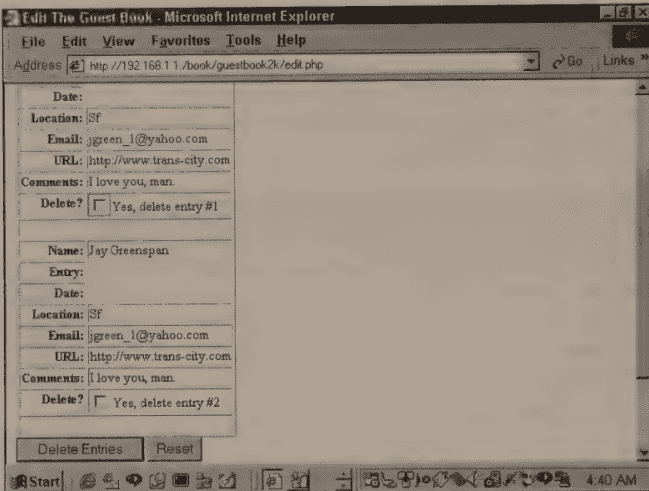 Edit The Guest Book - Microsoft Internet Explorer
File Edit View Favorites Tools Help
Address http://192.168.1.1./book/guestbook2k/edit.php Go Links »
Date:
Location: Sf
Email: jgreen_1@yahoo.com
URL: http://www.trans-city.com
Comments: I love you, man.
Delete? Yes, delete entry #1
Name: Jay Greenspan
Entry:
Date:
Location: Sf
Email: jgreen_1@yahoo.com
URL: http://www.trans-city.com
Comments: I love you, man.
Delete? Yes, delete entry #2
Delete Entries Reset
Start 4:40 AM